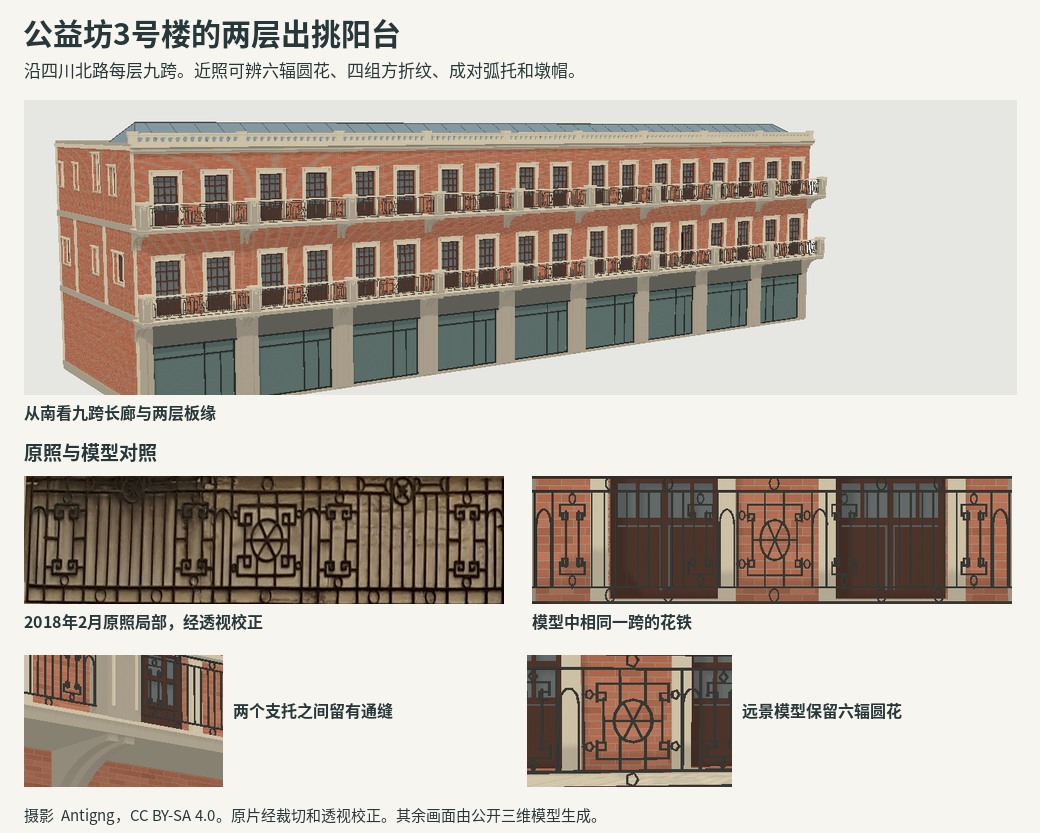 公益坊3号楼的两层出挑阳台
沿四川北路每层九跨。近照可辨六辐圆花、四组方折纹、成对弧托和墩帽。
从南看九跨长廊与两层板缘
原照与模型对照
2018年2月原照局部，经透视校正
模型中相同一跨的花铁
两个支托之间留有通缝
远景模型保留六辐圆花
摄影 Antigng，CC BY-SA 4.0。原片经裁切和透视校正。其余画面由公开三维模型生成。